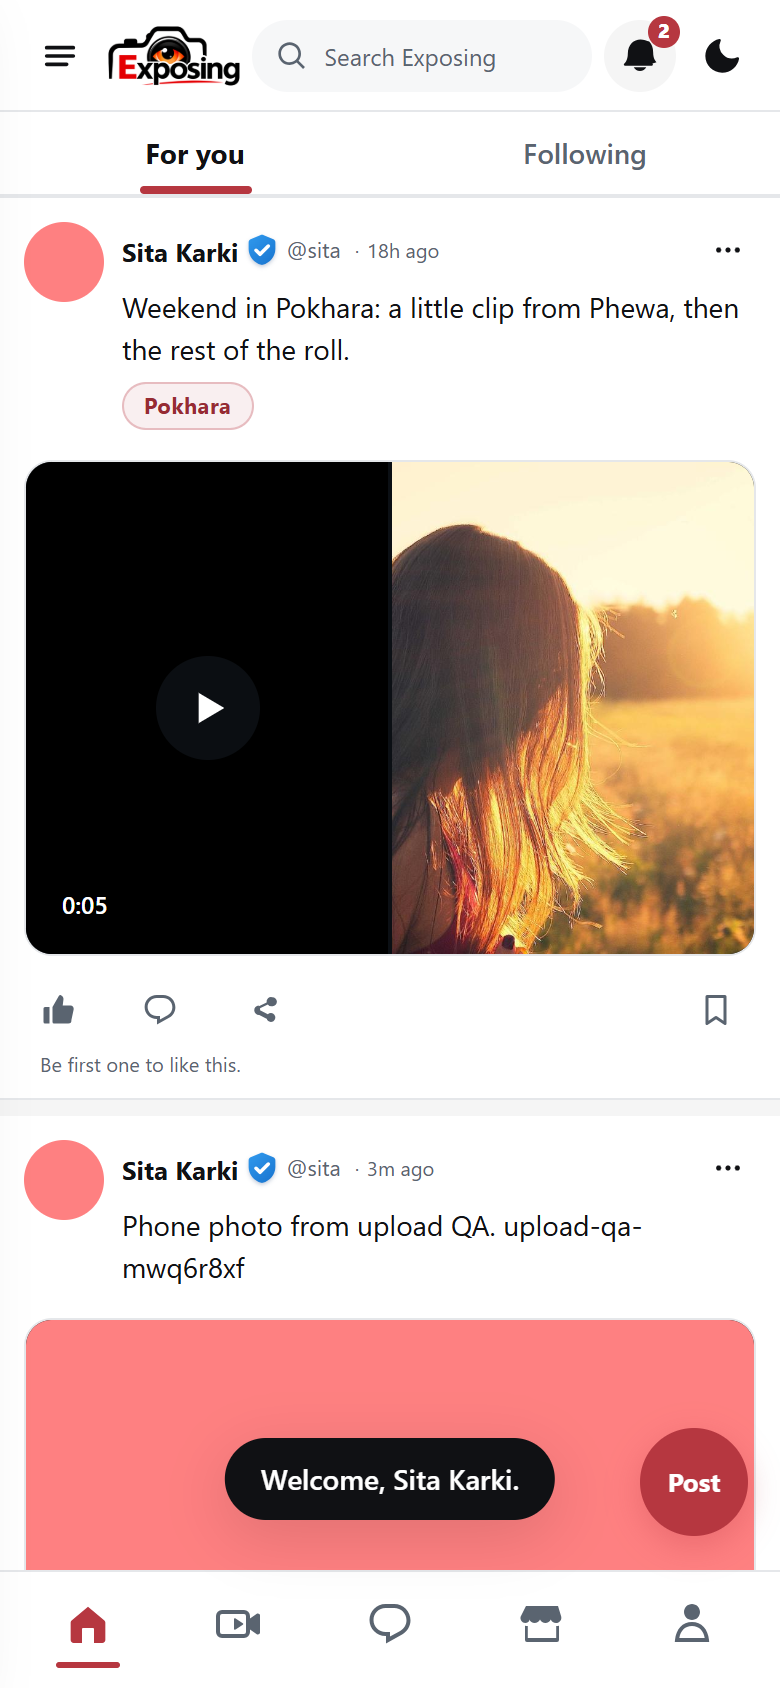 Exposing
Search Exposing
2
For you
Following
Sita Karki @sita · 18h ago
Weekend in Pokhara: a little clip from Phewa, then
the rest of the roll.
Pokhara
0:05
Be first one to like this.
Sita Karki @sita · 3m ago
Phone photo from upload QA. upload-qa-
mwq6r8xf
Welcome, Sita Karki.
Post